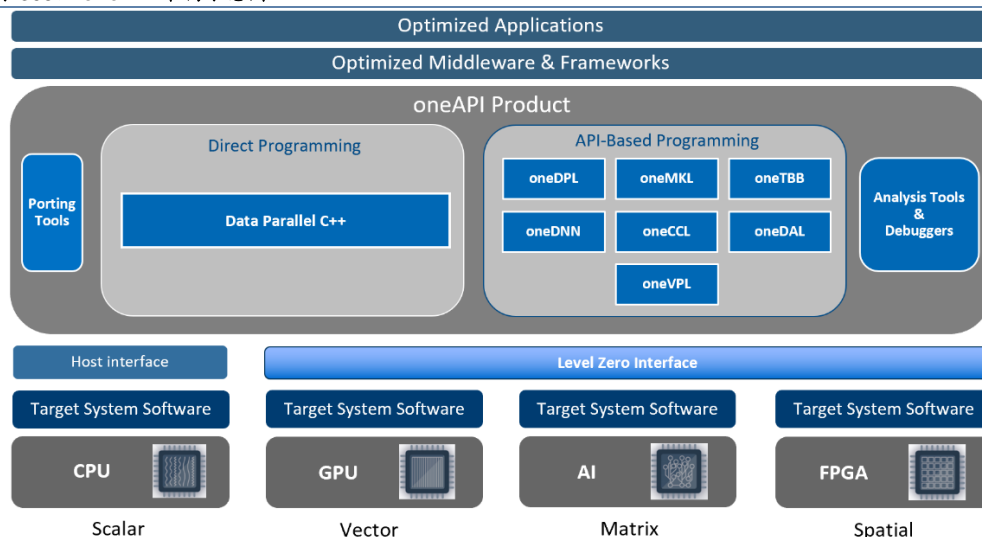 Optimized Applications
Optimized Middleware & Frameworks
oneAPI Product
Direct Programming
API-Based Programming
Porting
Tools
Data Parallel C++
oneDPL
oneMKL
oneTBB
oneDNN
oneCCL
oneDAL
oneVPL
Analysis Tools
&
Debuggers
Host interface
Level Zero Interface
Target System Software
Target System Software
Target System Software
Target System Software
CPU
GPU
AI
FPGA
Scalar
Vector
Matrix
Spatial